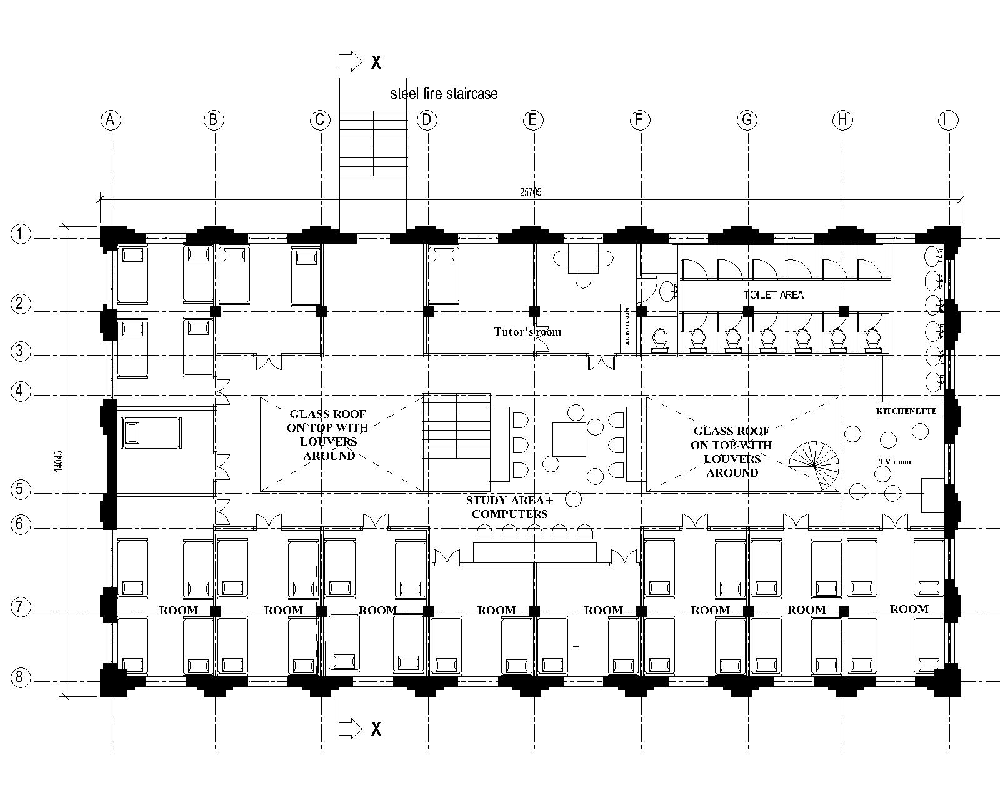 X
steel fire staircase
A B C D E F G H I
25705
1
2
TOILET AREA
Tutor's room
3
4
GLASS ROOF
ON TOP WITH
LOUVERS
AROUND
KITCHENETTE
GLASS ROOF
ON TOP WITH
LOUVERS
AROUND
TV room
14045
5
STUDY AREA+
COMPUTERS
6
7
ROOM ROOM ROOM ROOM ROOM ROOM ROOM ROOM
8
X